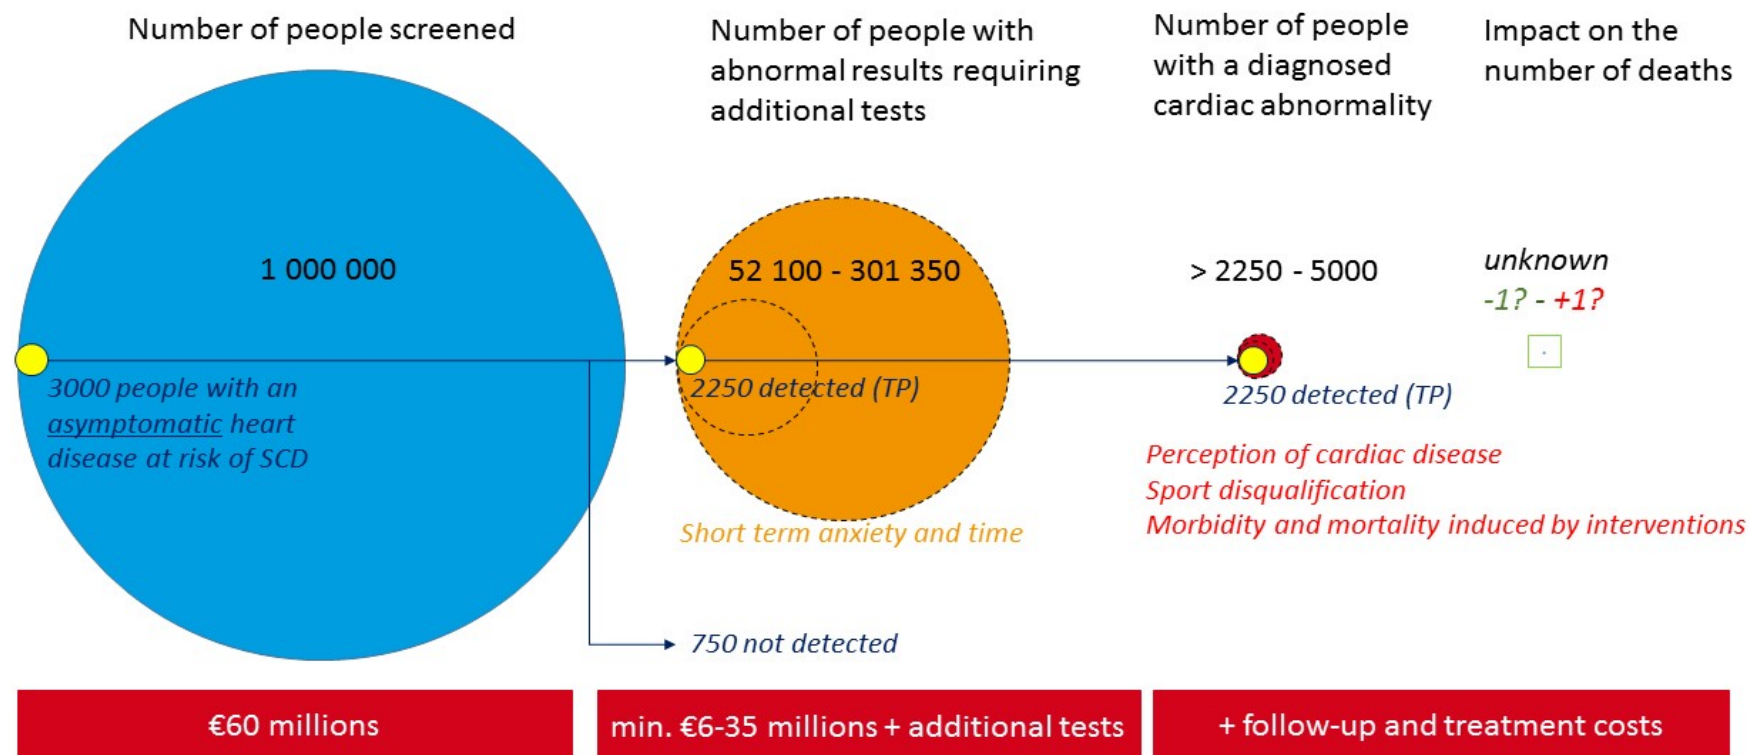 Number of people screened
Number of people with
abnormal results requiring
additional tests
Number of people
with a diagnosed
cardiac abnormality
Impact on the
number of deaths
1 000 000
52 100 - 301 350
> 2250 - 5000
unknown
-1? - +1?
3000 people with an
asymptomatic heart
disease at risk of SCD
2250 detected (TP)
2250 detected (TP)
Perception of cardiac disease
Sport disqualification
Morbidity and mortality induced by interventions
Short term anxiety and time
750 not detected
€60 millions
min. €6-35 millions + additional tests
+ follow-up and treatment costs